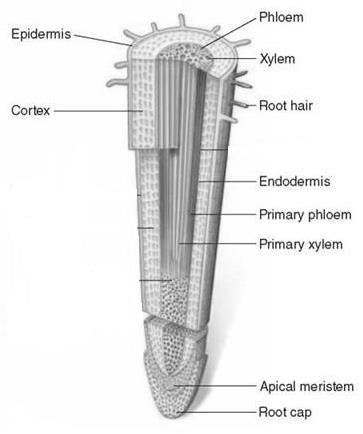 Phloem
Epidermis
Xylem
Root hair
Cortex
Endodermis
Primary phloem
Primary xylem
Apical meristem
Root cap